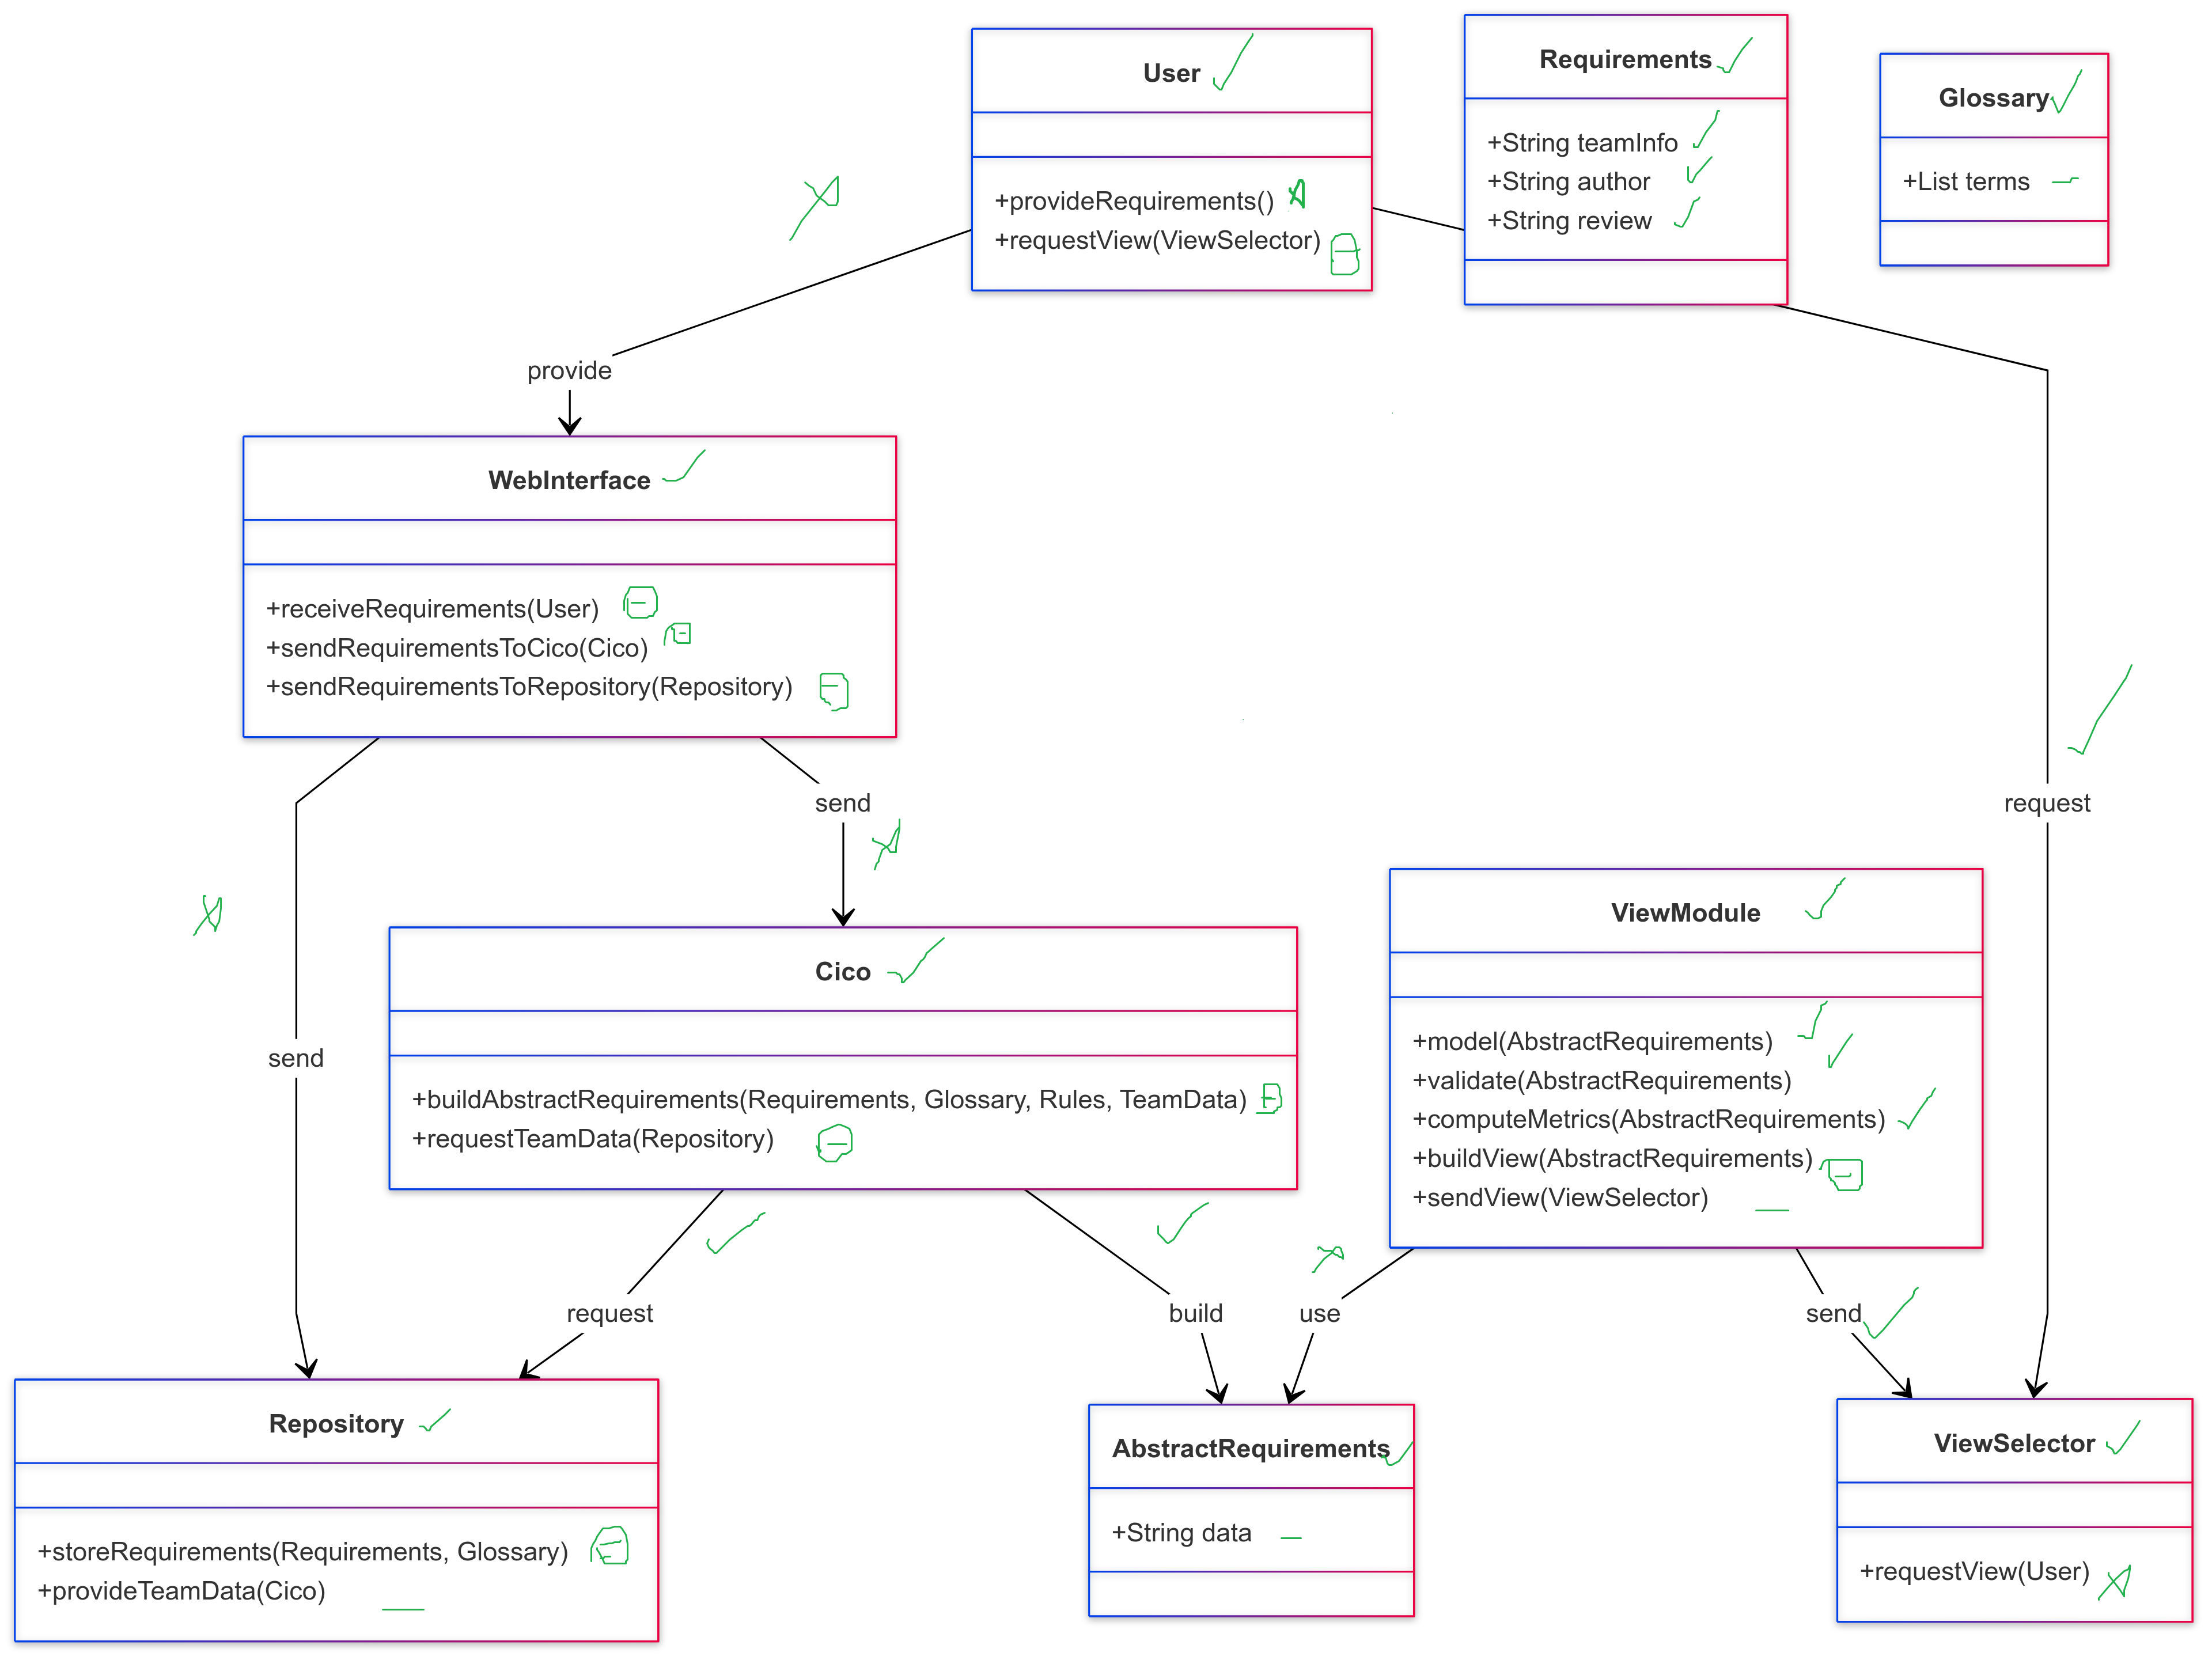 User
+provideRequirements()
+requestView(ViewSelector)
Requirements
+String teamInfo
+String author
+String review
Glossary
+List terms
provide
WebInterface
+receiveRequirements(User)
+sendRequirementsToCico(Cico)
+sendRequirementsToRepository(Repository)
send
request
send
Cico
+buildAbstractRequirements(Requirements, Glossary, Rules, TeamData)
+requestTeamData(Repository)
ViewModule
+model(AbstractRequirements)
+validate(AbstractRequirements)
+computeMetrics(AbstractRequirements)
+buildView(AbstractRequirements)
+sendView(ViewSelector)
request
build
use
send
Repository
+storeRequirements(Requirements, Glossary)
+provideTeamData(Cico)
AbstractRequirements
+String data
ViewSelector
+requestView(User)